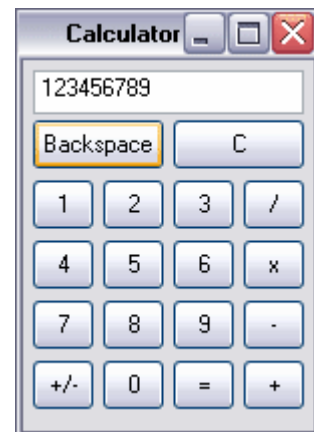 Calculator
123456789
Backspace C
1 2 3 /
4 5 6 x
7 8 9 -
+/- 0 = +